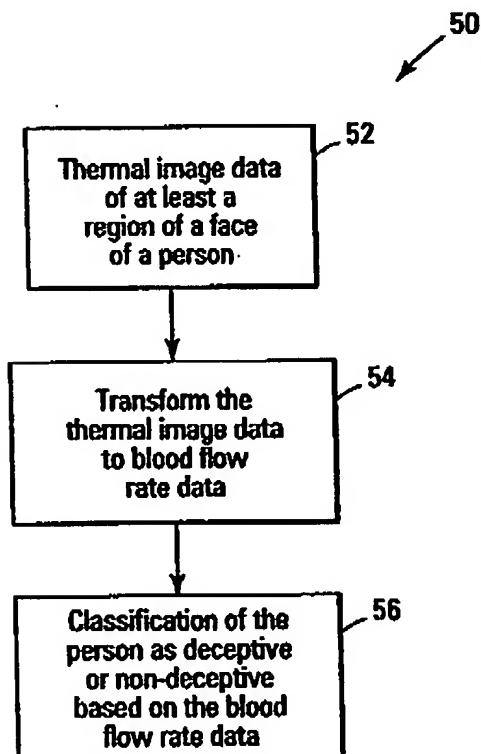 50
52
Thermal image data
of at least a
region of a face
of a person
54
Transform the
thermal image data
to blood flow
rate data
56
Classification of the
person as deceptive
or non-deceptive
based on the blood
flow rate data